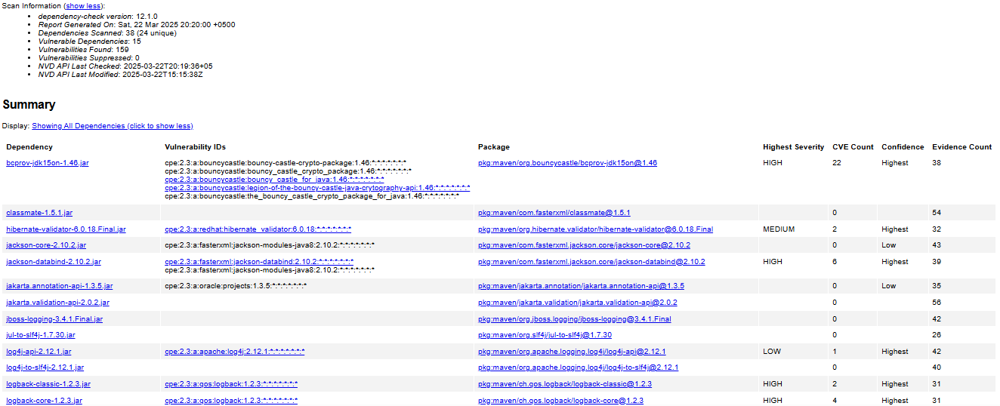 Scan Information (show less):
• dependency-check version: 12.1.0
• Report Generated On: Sat, 22 Mar 2025 20:20:00 +0500
• Dependencies Scanned: 38 (24 unique)
• Vulnerable Dependencies: 15
• Vulnerabilities Found: 159
• Vulnerabilities Suppressed: 0
• NVD API Last Checked: 2025-03-22T20:19:36+05
• NVD API Last Modified: 2025-03-22T15:15:38Z
Summary
Display: Showing All Dependencies (click to show less)
Dependency Vulnerability IDs Package Highest Severity CVE Count Confidence Evidence Count
bcprov-jdk15on-1.46.jar cpe:2.3:a:bouncycastle:bouncy-castle-crypto-package:1.46:*:*:*:*:*:*:* pkg:maven/org.bouncycastle/bcprov-jdk15on@1.46 HIGH 22 Highest 38
cpe:2.3:a:bouncycastle:bouncy_castle_crypto_package:1.46:*:*:*:*:*:*:*
cpe:2.3:a:bouncycastle:bouncy_castle_for_java:1.46:*:*:*:*:*:*:*
cpe:2.3:a:bouncycastle:legion-of-the-bouncy-castle-java-crytography-api:1.46:*:*:*:*:*:*:*
cpe:2.3:a:bouncycastle:the_bouncy_castle_crypto_package_for_java:1.46:*:*:*:*:*:*:*
classmate-1.5.1.jar pkg:maven/com.fasterxml/classmate@1.5.1 0 54
hibernate-validator-6.0.18.Final.jar cpe:2.3:a:redhat:hibernate_validator:6.0.18:*:*:*:*:*:*:* pkg:maven/org.hibernate.validator/hibernate-validator@6.0.18.Final MEDIUM 2 Highest 32
jackson-core-2.10.2.jar cpe:2.3:a:fasterxml:jackson-modules-java8:2.10.2:*:*:*:*:*:*:* pkg:maven/com.fasterxml.jackson.core/jackson-core@2.10.2 0 Low 43
jackson-databind-2.10.2.jar cpe:2.3:a:fasterxml:jackson-databind:2.10.2:*:*:*:*:*:*:* pkg:maven/com.fasterxml.jackson.core/jackson-databind@2.10.2 HIGH 6 Highest 39
cpe:2.3:a:fasterxml:jackson-modules-java8:2.10.2:*:*:*:*:*:*:*
jakarta.annotation-api-1.3.5.jar cpe:2.3:a:oracle:projects:1.3.5:*:*:*:*:*:*:* pkg:maven/jakarta.annotation/jakarta.annotation-api@1.3.5 0 Low 35
jakarta.validation-api-2.0.2.jar pkg:maven/jakarta.validation/jakarta.validation-api@2.0.2 0 56
jboss-logging-3.4.1.Final.jar pkg:maven/org.jboss.logging/jboss-logging@3.4.1.Final 0 42
jul-to-slf4j-1.7.30.jar pkg:maven/org.slf4j/jul-to-slf4j@1.7.30 0 26
log4j-api-2.12.1.jar cpe:2.3:a:apache:log4j:2.12.1:*:*:*:*:*:*:* pkg:maven/org.apache.logging.log4j/log4j-api@2.12.1 LOW 1 Highest 42
log4j-to-slf4j-2.12.1.jar pkg:maven/org.apache.logging.log4j/log4j-to-slf4j@2.12.1 0 40
logback-classic-1.2.3.jar cpe:2.3:a:qos:logback:1.2.3:*:*:*:*:*:*:* pkg:maven/ch.qos.logback/logback-classic@1.2.3 HIGH 2 Highest 31
logback-core-1.2.3.jar cpe:2.3:a:qos:logback:1.2.3:*:*:*:*:*:*:* pkg:maven/ch.qos.logback/logback-core@1.2.3 HIGH 4 Highest 31